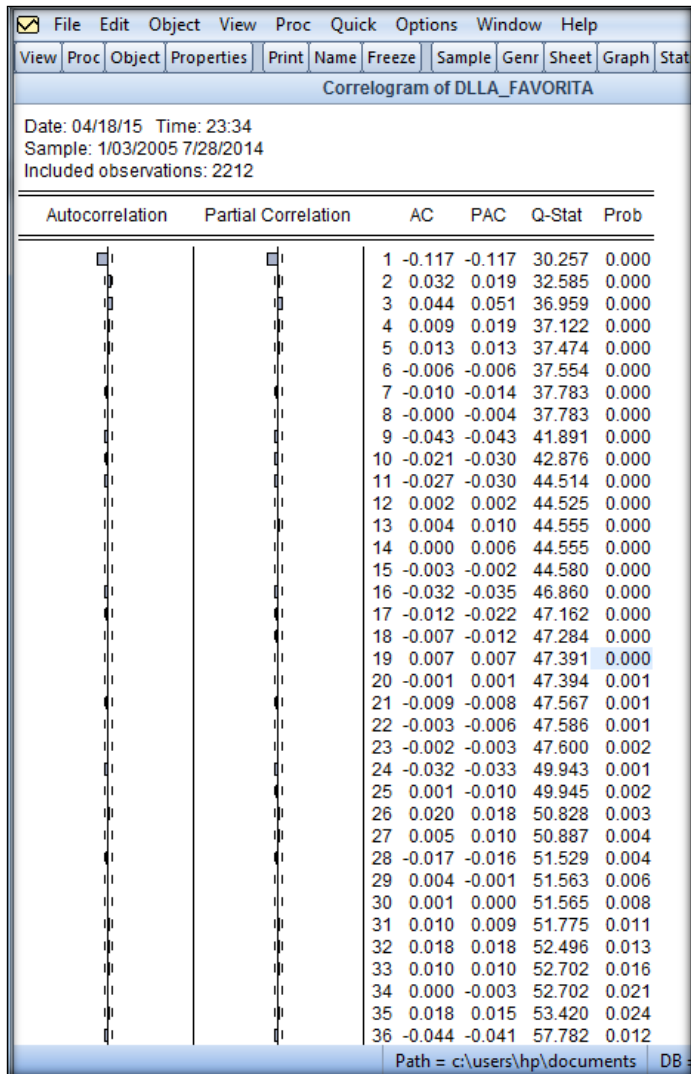 File Edit Object View Proc Quick Options Window Help
View Proc Object Properties Print Name Freeze Sample Genr Sheet Graph Stat
Correlogram of DLLA_FAVORITA
Date: 04/18/15 Time: 23:34
Sample: 1/03/2005 7/28/2014
Included observations: 2212
Autocorrelation Partial Correlation AC PAC Q-Stat Prob
1 -0.117 -0.117 30.257 0.000
2 0.032 0.019 32.585 0.000
3 0.044 0.051 36.959 0.000
4 0.009 0.019 37.122 0.000
5 0.013 0.013 37.474 0.000
6 -0.006 -0.006 37.554 0.000
7 -0.010 -0.014 37.783 0.000
8 -0.000 -0.004 37.783 0.000
9 -0.043 -0.043 41.891 0.000
10 -0.021 -0.030 42.876 0.000
11 -0.027 -0.030 44.514 0.000
12 0.002 0.002 44.525 0.000
13 0.004 0.010 44.555 0.000
14 0.000 0.006 44.555 0.000
15 -0.003 -0.002 44.580 0.000
16 -0.032 -0.035 46.860 0.000
17 -0.012 -0.022 47.162 0.000
18 -0.007 -0.012 47.284 0.000
19 0.007 0.007 47.391 0.000
20 -0.001 0.001 47.394 0.001
21 -0.009 -0.008 47.567 0.001
22 -0.003 -0.006 47.586 0.001
23 -0.002 -0.003 47.600 0.002
24 -0.032 -0.033 49.943 0.001
25 0.001 -0.010 49.945 0.002
26 0.020 0.018 50.828 0.003
27 0.005 0.010 50.887 0.004
28 -0.017 -0.016 51.529 0.004
29 0.004 -0.001 51.563 0.006
30 0.001 0.000 51.565 0.008
31 0.010 0.009 51.775 0.011
32 0.018 0.018 52.496 0.013
33 0.010 0.010 52.702 0.016
34 0.000 -0.003 52.702 0.021
35 0.018 0.015 53.420 0.024
36 -0.044 -0.041 57.782 0.012
Path = c:\users\hp\documents DB =